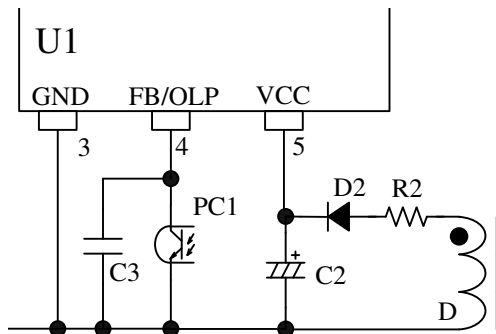 U1
GND FB/OLP VCC
3 4 5
D2 R2
PC1
+
C3 C2
D